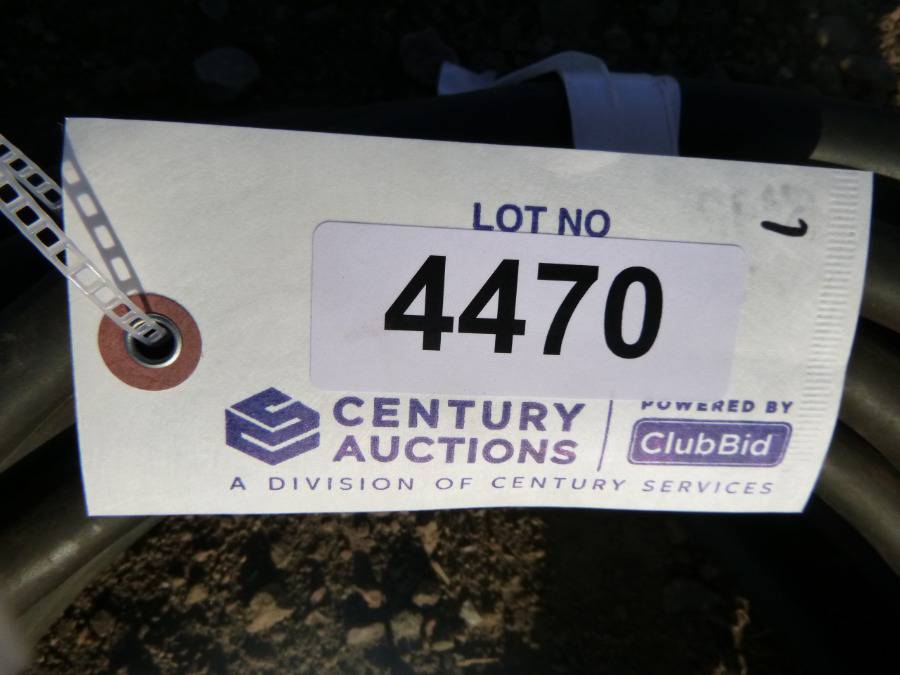 LOT NO
4470
CENTURY
AUCTIONS
POWERED BY
ClubBid
A DIVISION OF CENTURY SERVICES